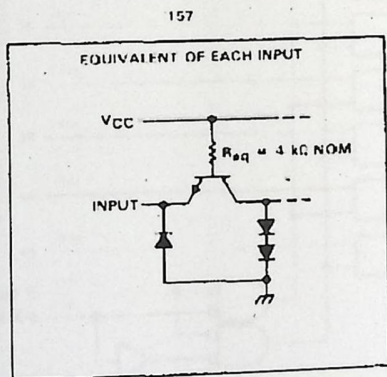 157
EQUIVALENT OF EACH INPUT
VCC
Req = 4 kΩ NOM
INPUT